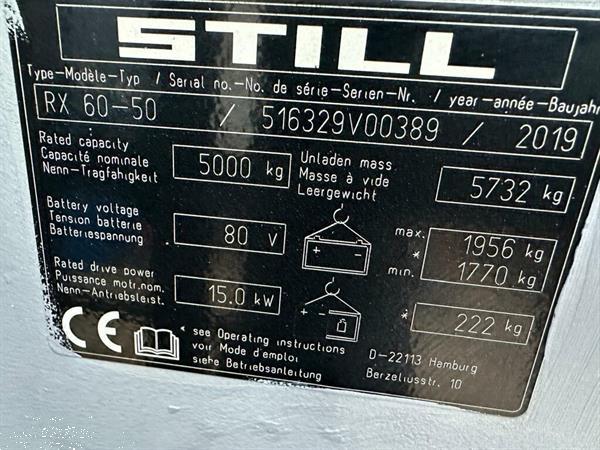 STILL
Type-Modèle-Typ / Serial no.-No. de série-Serien-Nr. / year-année-Baujahr
RX 60-50 / 516329V00389 / 2019
Rated capacity
Capacité nominale
Nenn-Tragfähigkeit
5000 kg
Unladen mass
Masse à vide
Leergewicht
5732 kg
Battery voltage
Tension batterie
Batteriespannung
80 V
+ -
max. 1956 kg
*
min. 1770 kg
Rated drive power
Puissance motr.nom.
Nenn-Antriebsleist.
15.0 kW
+ -
* 222 kg
CE
* see Operating instructions
voir Mode d'emploi
siehe Betriebsanleitung
D-22113 Hamburg
Berzeliusstr. 10